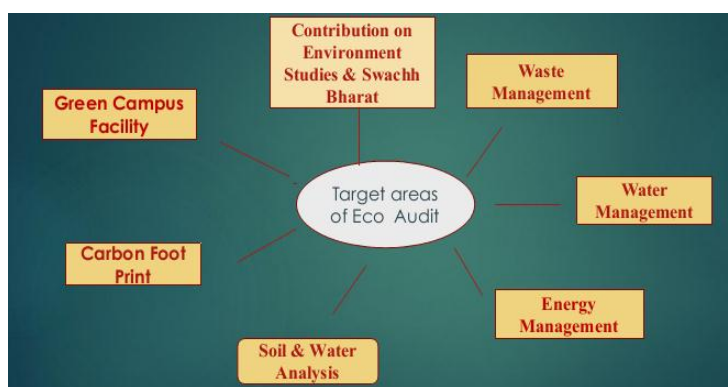 Contribution on
Environment
Studies & Swachh
Bharat
Waste
Management
Green Campus
Facility
Target areas
of Eco Audit
Water
Management
Carbon Foot
Print
Energy
Management
Soil & Water
Analysis